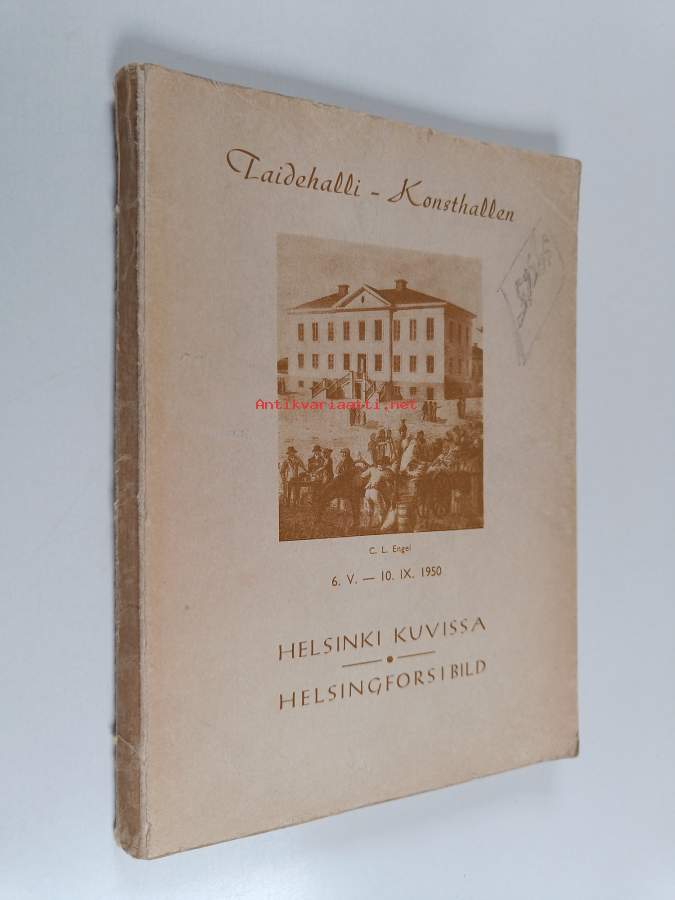 Taidehalli - Konsthallen
Antikvariaatti.net
C. L. Engel
6. V. — 10. IX. 1950
HELSINKI KUVISSA
HELSINGFORS I BILD